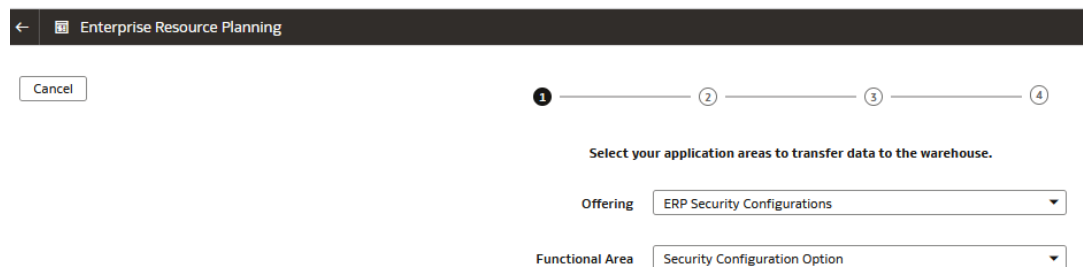 Enterprise Resource Planning
Cancel
1 2 3 4
Select your application areas to transfer data to the warehouse.
Offering ERP Security Configurations
Functional Area Security Configuration Option